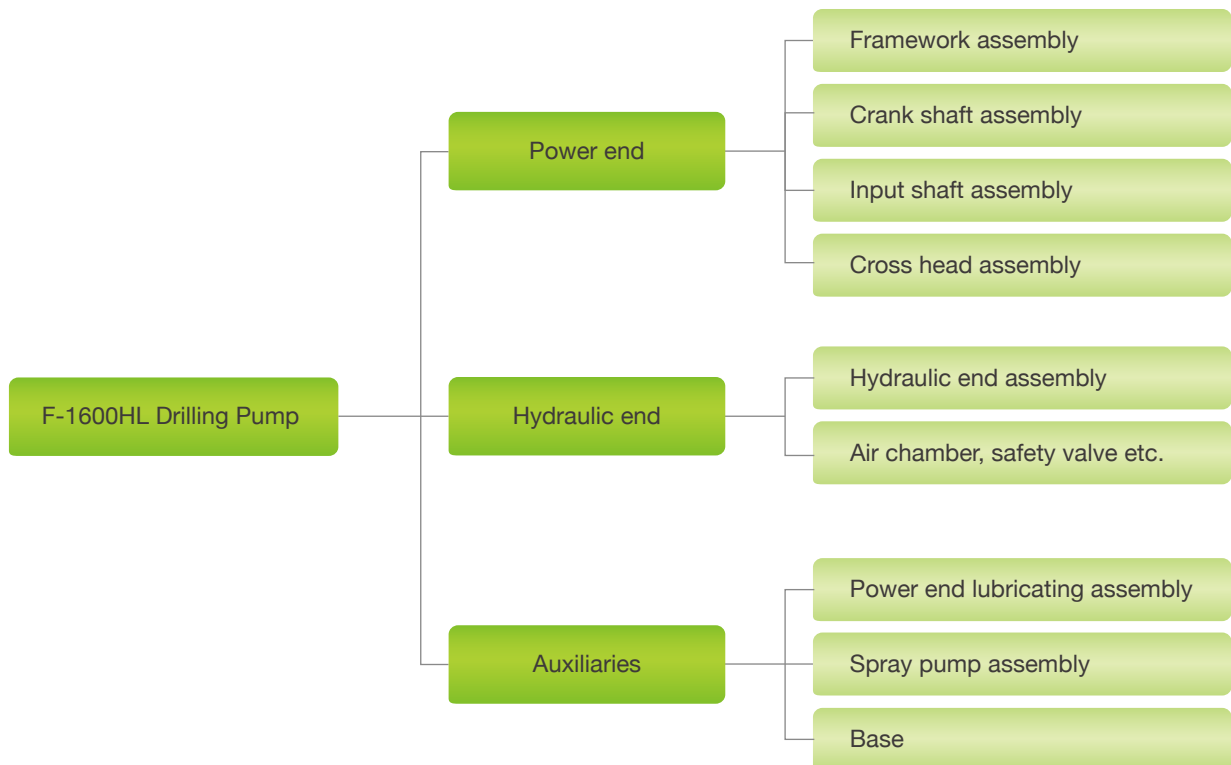 F-1600HL Drilling Pump
Power end
Framework assembly
Crank shaft assembly
Input shaft assembly
Cross head assembly
Hydraulic end
Hydraulic end assembly
Air chamber, safety valve etc.
Auxiliaries
Power end lubricating assembly
Spray pump assembly
Base